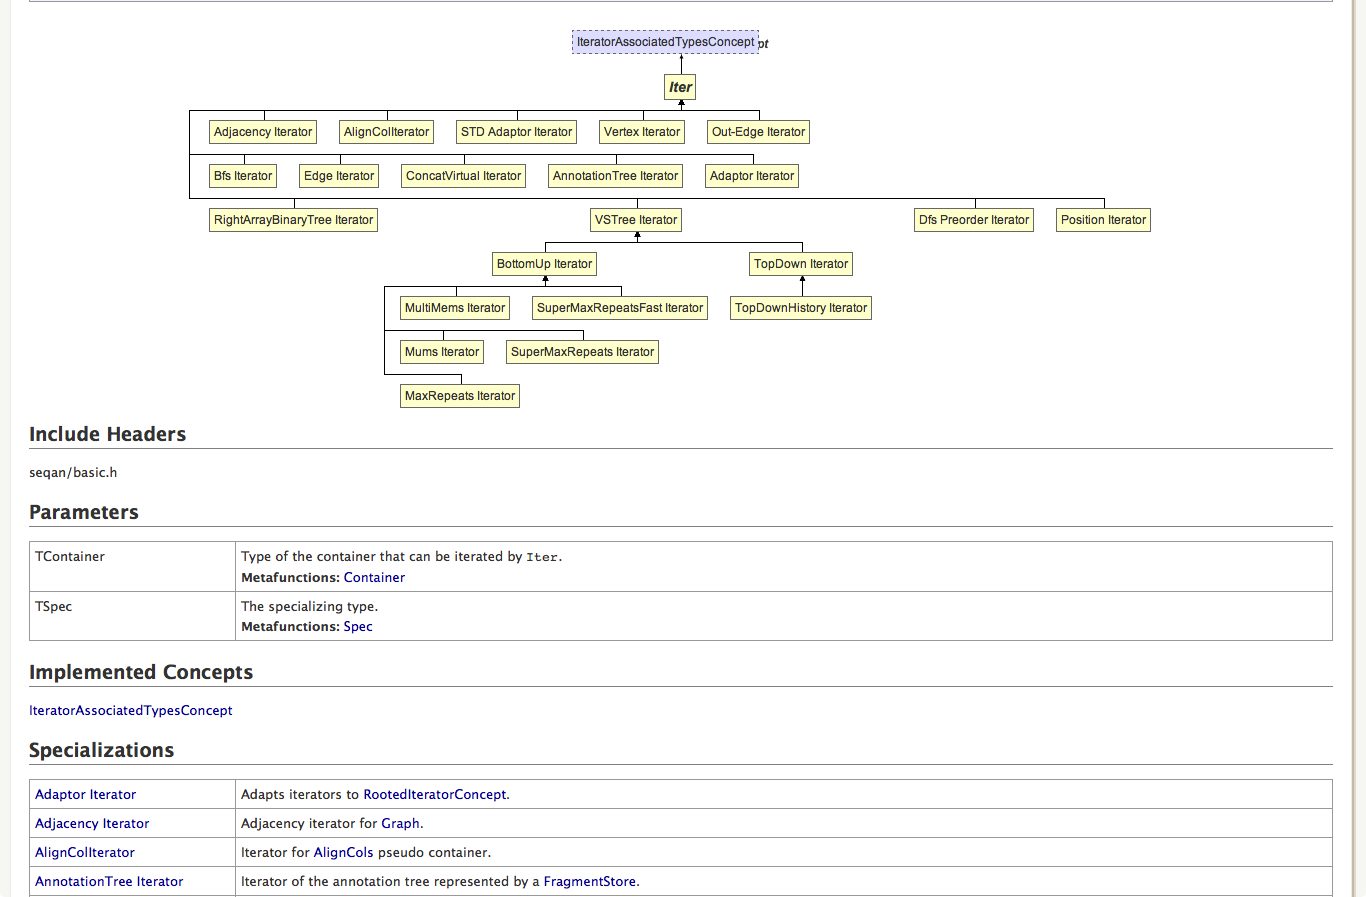 IteratorAssociatedTypesConcept pt
Iter
Adjacency Iterator AlignColIterator STD Adaptor Iterator Vertex Iterator Out-Edge Iterator
Bfs Iterator Edge Iterator ConcatVirtual Iterator AnnotationTree Iterator Adaptor Iterator
RightArrayBinaryTree Iterator VSTree Iterator Dfs Preorder Iterator Position Iterator
BottomUp Iterator TopDown Iterator
MultiMems Iterator SuperMaxRepeatsFast Iterator TopDownHistory Iterator
Mums Iterator SuperMaxRepeats Iterator
MaxRepeats Iterator
Include Headers
seqan/basic.h
Parameters
TContainer Type of the container that can be iterated by Iter.
Metafunctions: Container
TSpec The specializing type.
Metafunctions: Spec
Implemented Concepts
IteratorAssociatedTypesConcept
Specializations
Adaptor Iterator Adapts iterators to RootedIteratorConcept.
Adjacency Iterator Adjacency iterator for Graph.
AlignColIterator Iterator for AlignCols pseudo container.
AnnotationTree Iterator Iterator of the annotation tree represented by a FragmentStore.